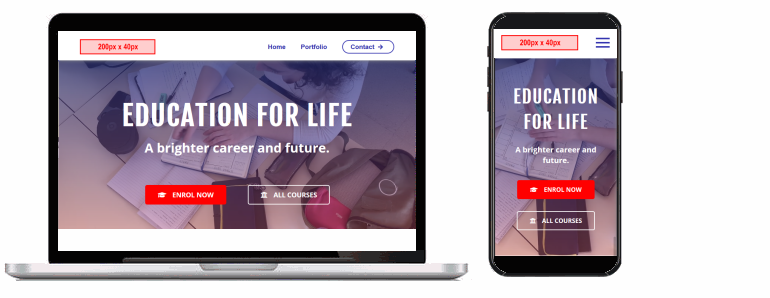 200px x 40px
Home Portfolio Contact →
EDUCATION FOR LIFE
A brighter career and future.
ENROL NOW ALL COURSES
200px x 40px
EDUCATION
FOR LIFE
A brighter career and
future.
ENROL NOW
ALL COURSES